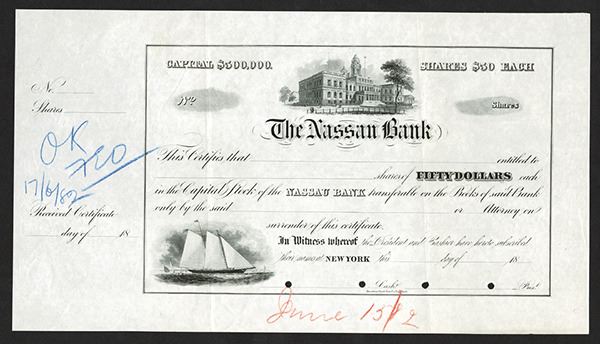 CAPITAL $500,000.
SHARES $50 EACH
No.
Shares
No
Shares
The Nassau Bank
This Certifies that entitled to
shares of FIFTY DOLLARS each
in the Capital Stock of the NASSAU BANK transferable on the Books of said Bank
only by the said or Attorney on
surrender of this certificate.
In Witness whereof the President and Cashier have hereto subscribed
their names at NEW YORK this day of 18
Cashr. Prest.
OK
17/6/82
Received Certificate
day of 18
June 15